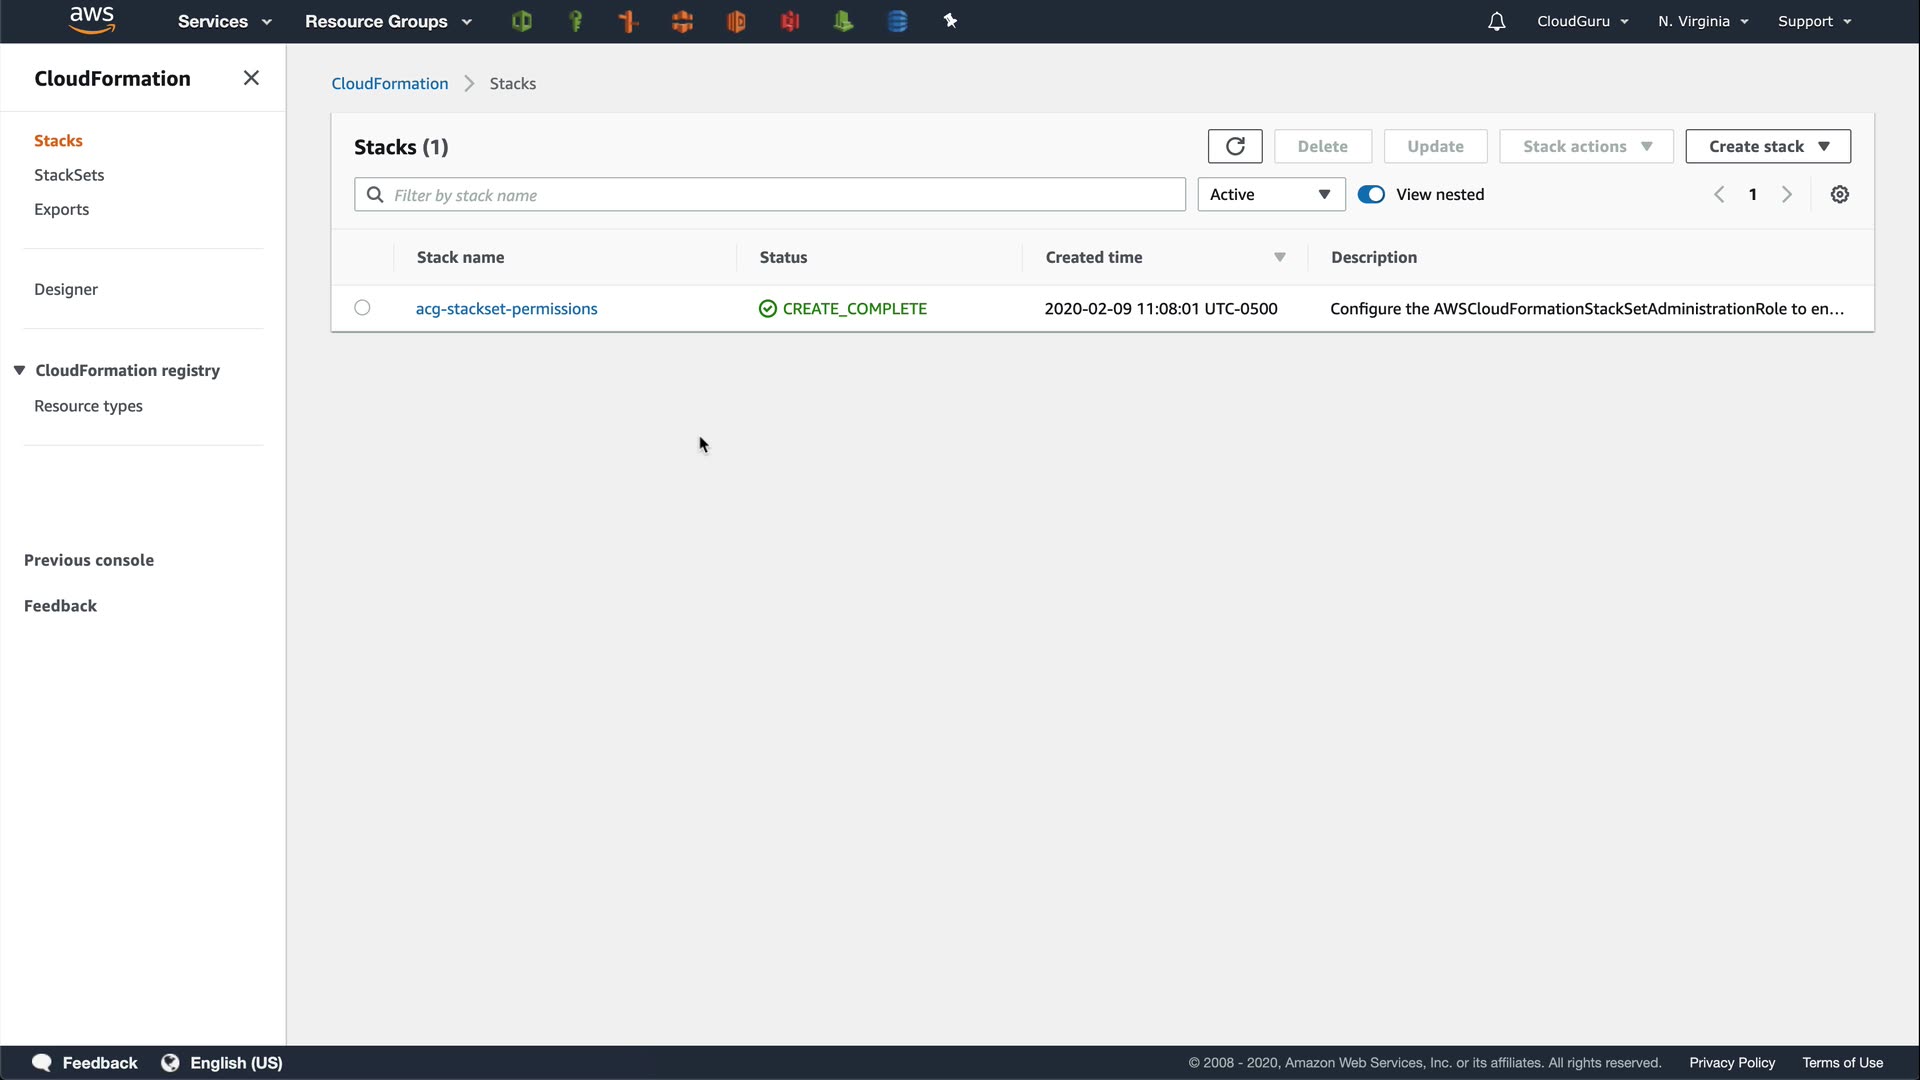 aws Services Resource Groups CloudGuru N. Virginia Support
CloudFormation
Stacks
StackSets
Exports
Designer
CloudFormation registry
Resource types
Previous console
Feedback
CloudFormation Stacks
Stacks (1)
Delete Update Stack actions Create stack
Filter by stack name Active View nested 1
Stack name Status Created time Description
acg-stackset-permissions CREATE_COMPLETE 2020-02-09 11:08:01 UTC-0500 Configure the AWSCloudFormationStackSetAdministrationRole to en…
Feedback English (US) © 2008 - 2020, Amazon Web Services, Inc. or its affiliates. All rights reserved. Privacy Policy Terms of Use